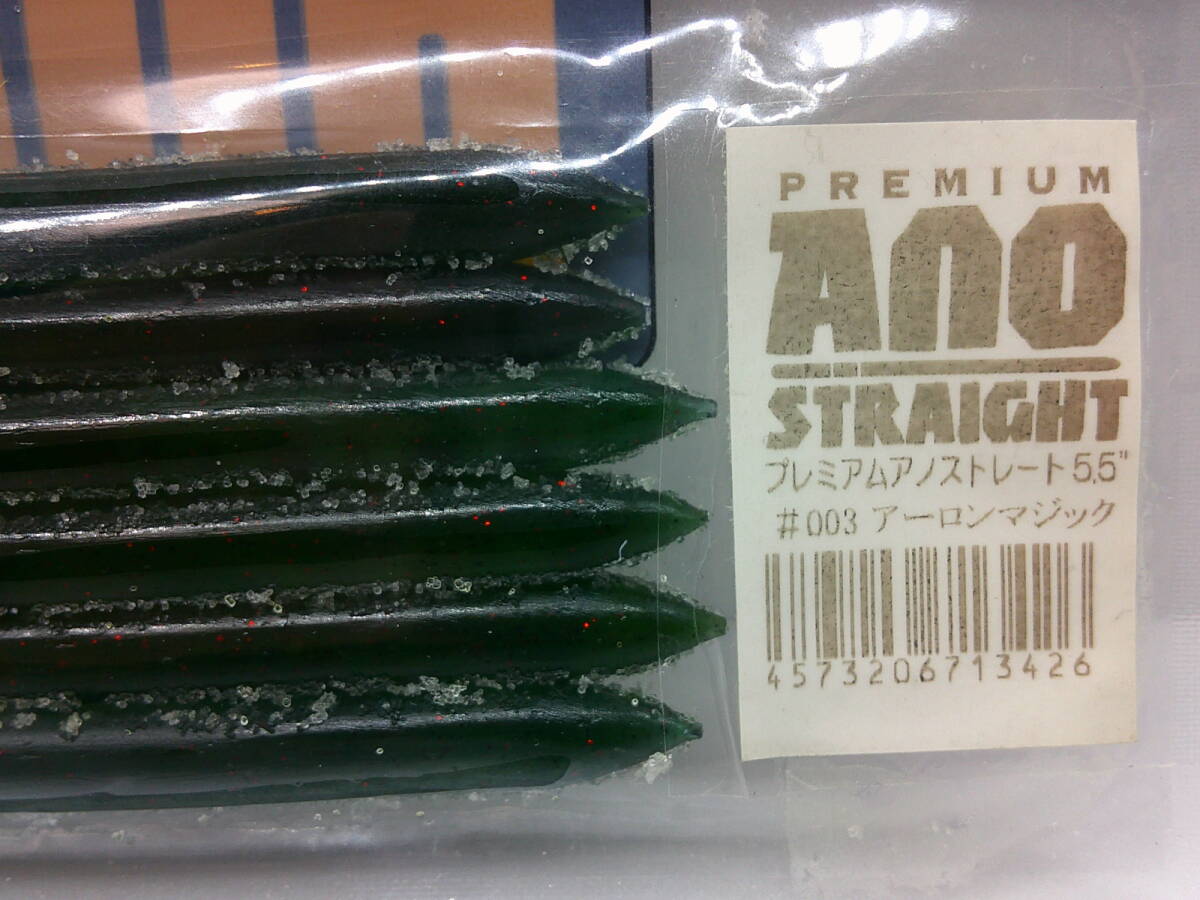 PREMIUM
ANO
STRAIGHT
プレミアムアノストレート5.5"
#003 アーロンマジック
4573206713426